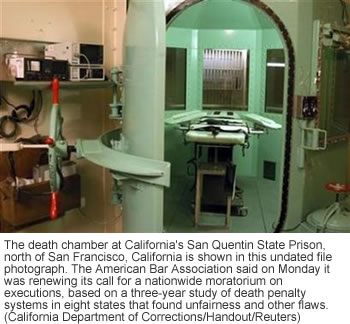 The death chamber at California's San Quentin State Prison,
north of San Francisco, California is shown in this undated file
photograph. The American Bar Association said on Monday it
was renewing its call for a nationwide moratorium on
executions, based on a three-year study of death penalty
systems in eight states that found unfairness and other flaws.
(California Department of Corrections/Handout/Reuters)